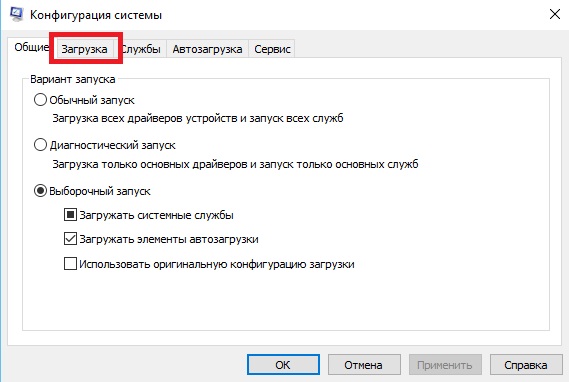 Конфигурация системы
Общие Загрузка Службы Автозагрузка Сервис
Вариант запуска
Обычный запуск
Загрузка всех драйверов устройств и запуск всех служб
Диагностический запуск
Загрузка только основных драйверов и запуск только основных служб
Выборочный запуск
Загружать системные службы
Загружать элементы автозагрузки
Использовать оригинальную конфигурацию загрузки
ОК Отмена Применить Справка